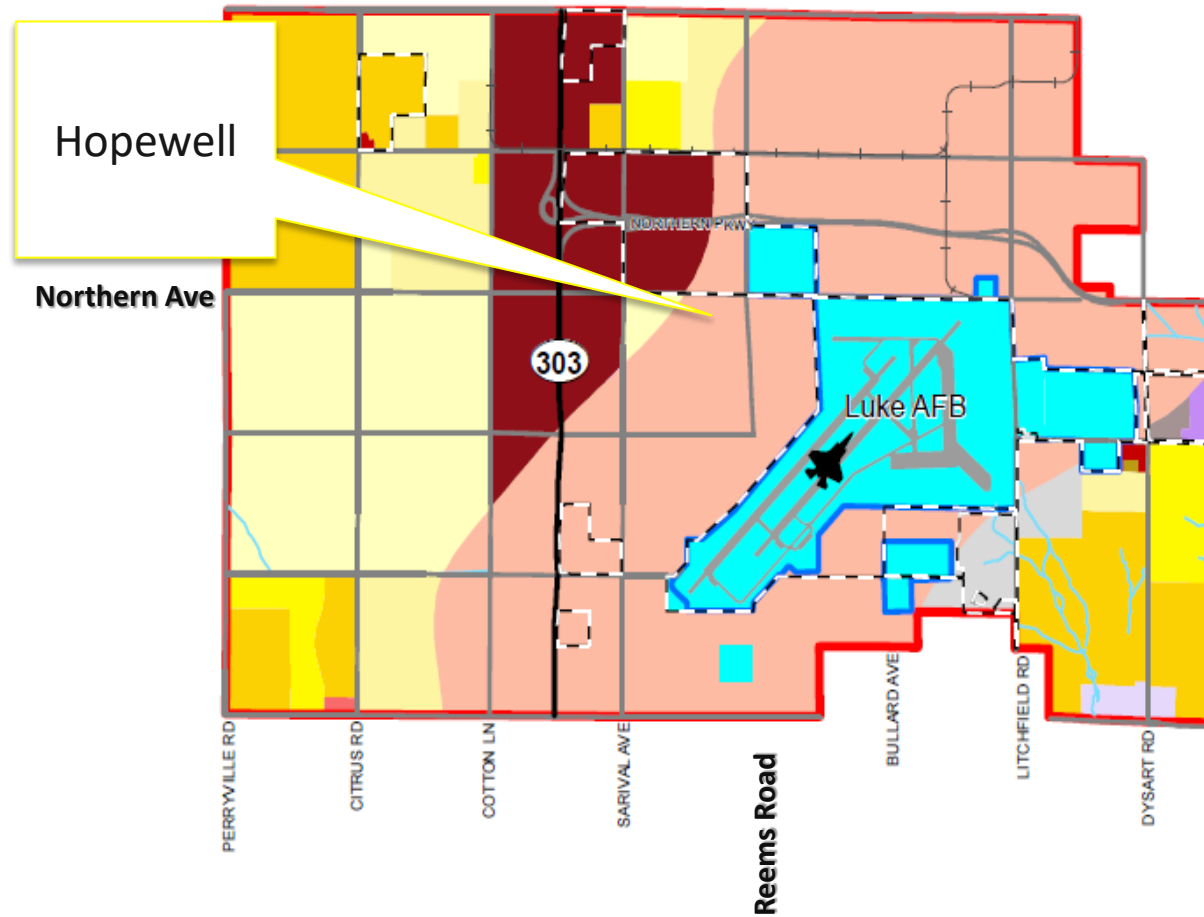 Hopewell
NORTHERN PKWY
Northern Ave
303
Luke AFB
PERRYVILLE RD
CITRUS RD
COTTON LN
SARIVAL AVE
Reems Road
BULLARD AVE
LITCHFIELD RD
DYSART RD